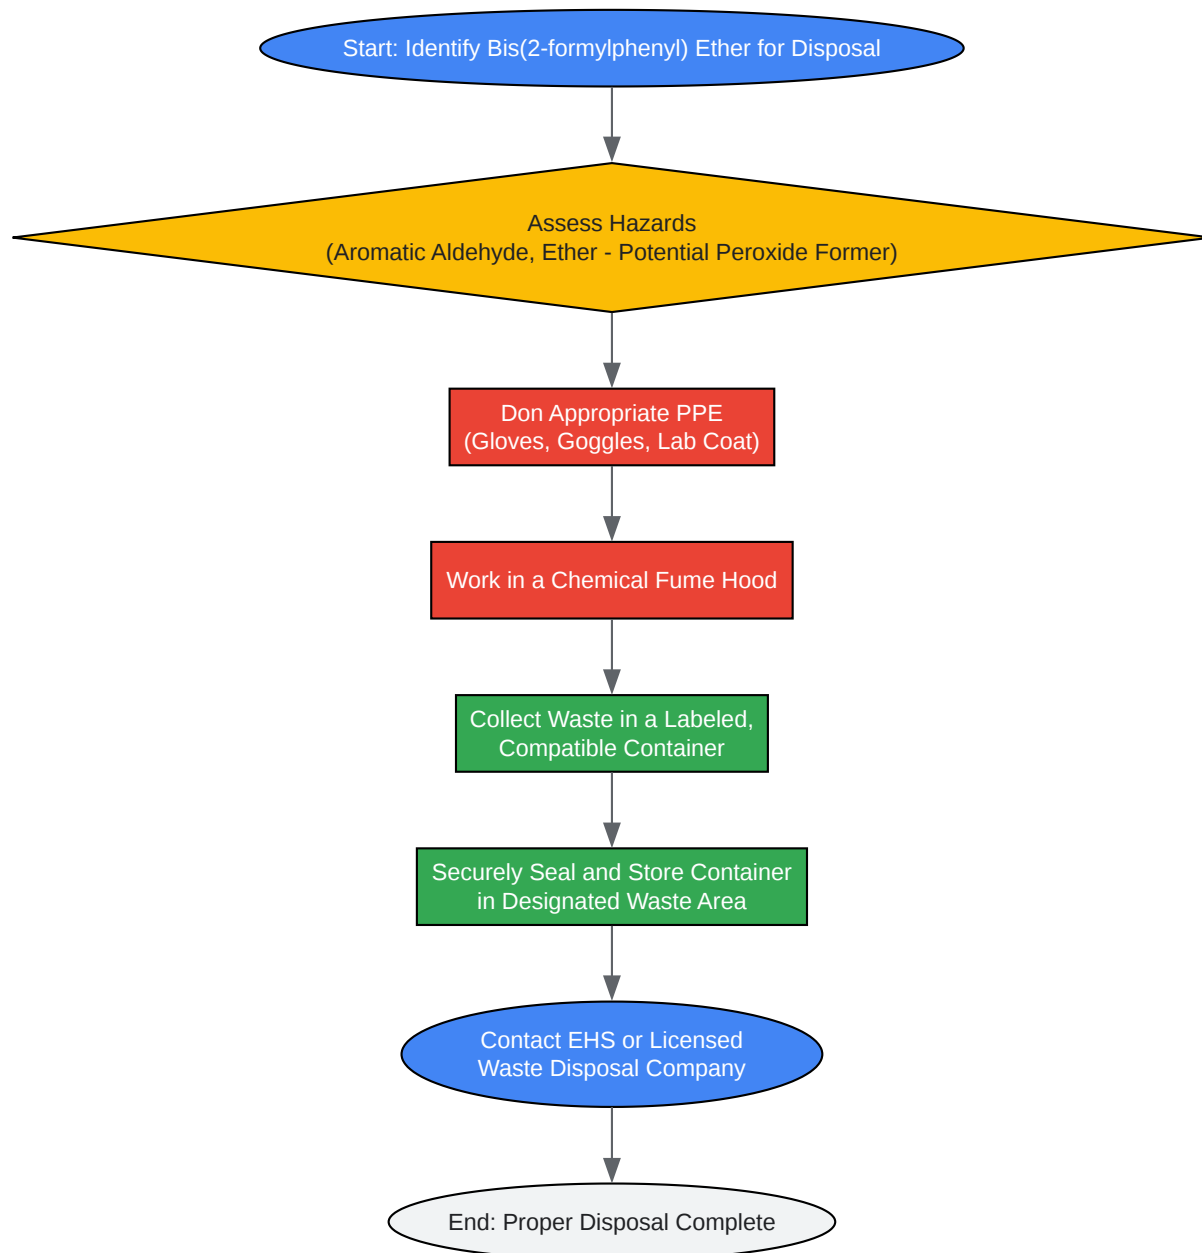 Start: Identify Bis(2-formylphenyl) Ether for Disposal
Assess Hazards
(Aromatic Aldehyde, Ether - Potential Peroxide Former)
Don Appropriate PPE
(Gloves, Goggles, Lab Coat)
Work in a Chemical Fume Hood
Collect Waste in a Labeled,
Compatible Container
Securely Seal and Store Container
in Designated Waste Area
Contact EHS or Licensed
Waste Disposal Company
End: Proper Disposal Complete